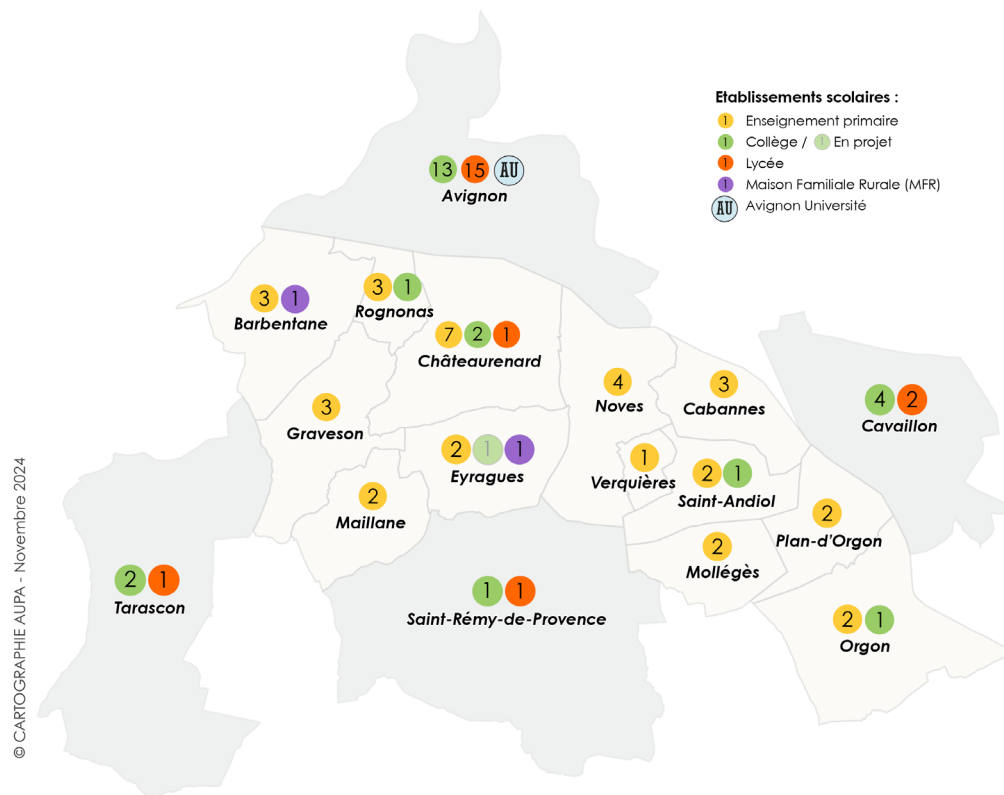 Etablissements scolaires :
1 Enseignement primaire
1 Collège / 1 En projet
1 Lycée
1 Maison Familiale Rurale (MFR)
AU Avignon Université
13 15 AU
Avignon
3 1
Barbentane
3 1
Rognonas
7 2 1
Châteaurenard
4
Noves
3
Cabannes
4 2
Cavaillon
3
Graveson
2 1 1
Eyragues
1
Verquières
2 1
Saint-Andiol
2
Maillane
2
Plan-d'Orgon
2
Mollégès
2 1
Tarascon
1 1
Saint-Rémy-de-Provence
2 1
Orgon
© CARTOGRAPHIE AUPA - Novembre 2024